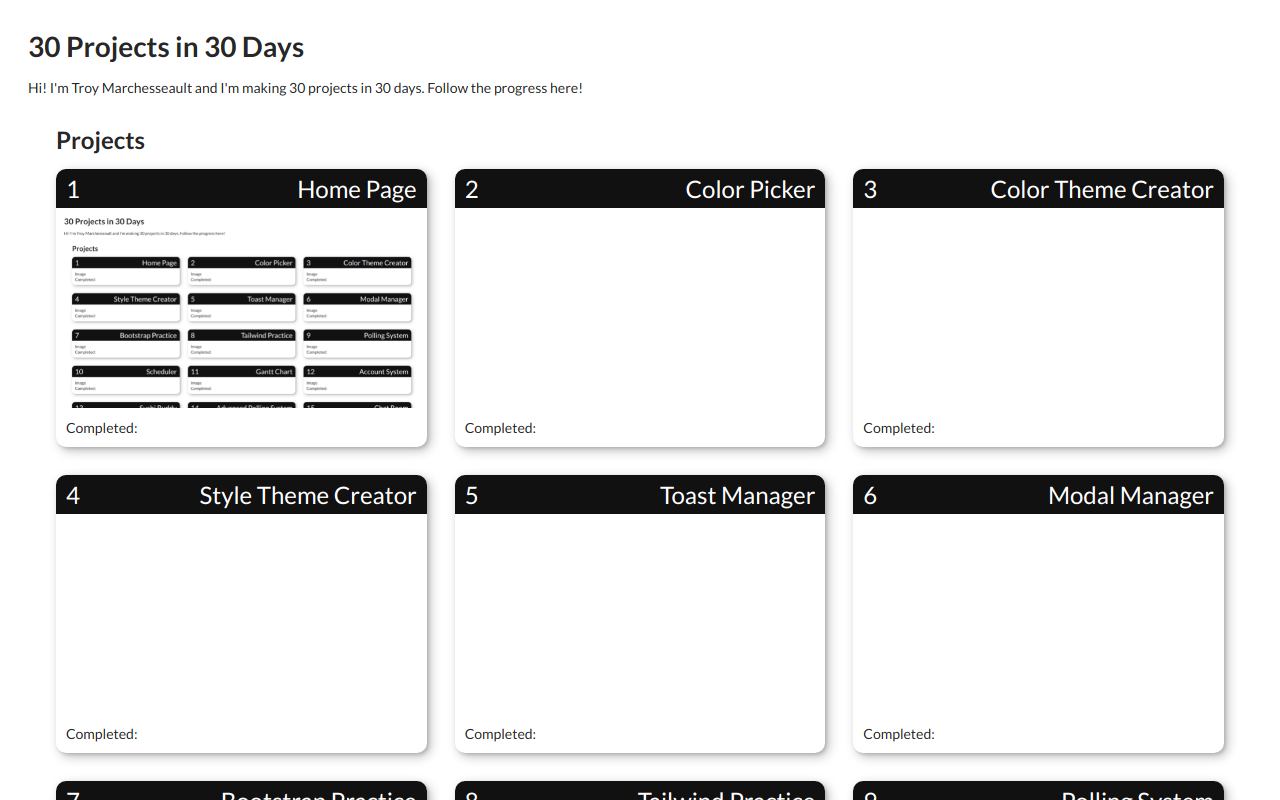 30 Projects in 30 Days
Hi! I'm Troy Marchesseault and I'm making 30 projects in 30 days. Follow the progress here!
Projects
1 Home Page
2 Color Picker
3 Color Theme Creator
30 Projects in 30 Days
Hi! I'm Troy Marchesseault and I'm making 30 projects in 30 days. Follow the progress here!
Projects
1 Home Page
2 Color Picker
3 Color Theme Creator
Image Image Image
Completed: Completed: Completed:
4 Style Theme Creator
5 Toast Manager
6 Modal Manager
Image Image Image
Completed: Completed: Completed:
7 Bootstrap Practice
8 Tailwind Practice
9 Polling System
Image Image Image
Completed: Completed: Completed:
10 Scheduler
11 Gantt Chart
12 Account System
Image Image Image
Completed: Completed: Completed:
13 Sushi Buddy
14 Advanced Polling System
15 Chat Room
Completed:
Completed:
Completed:
4 Style Theme Creator
5 Toast Manager
6 Modal Manager
Completed:
Completed:
Completed:
7 Bootstrap Practice
8 Tailwind Practice
9 Polling System